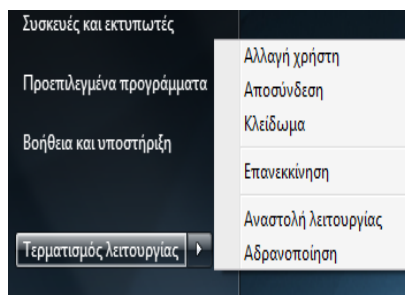 Συσκευές και εκτυπωτές
Προεπιλεγμένα προγράμματα
Βοήθεια και υποστήριξη
Τερματισμός λειτουργίας
Αλλαγή χρήστη
Αποσύνδεση
Κλείδωμα
Επανεκκίνηση
Αναστολή λειτουργίας
Αδρανοποίηση